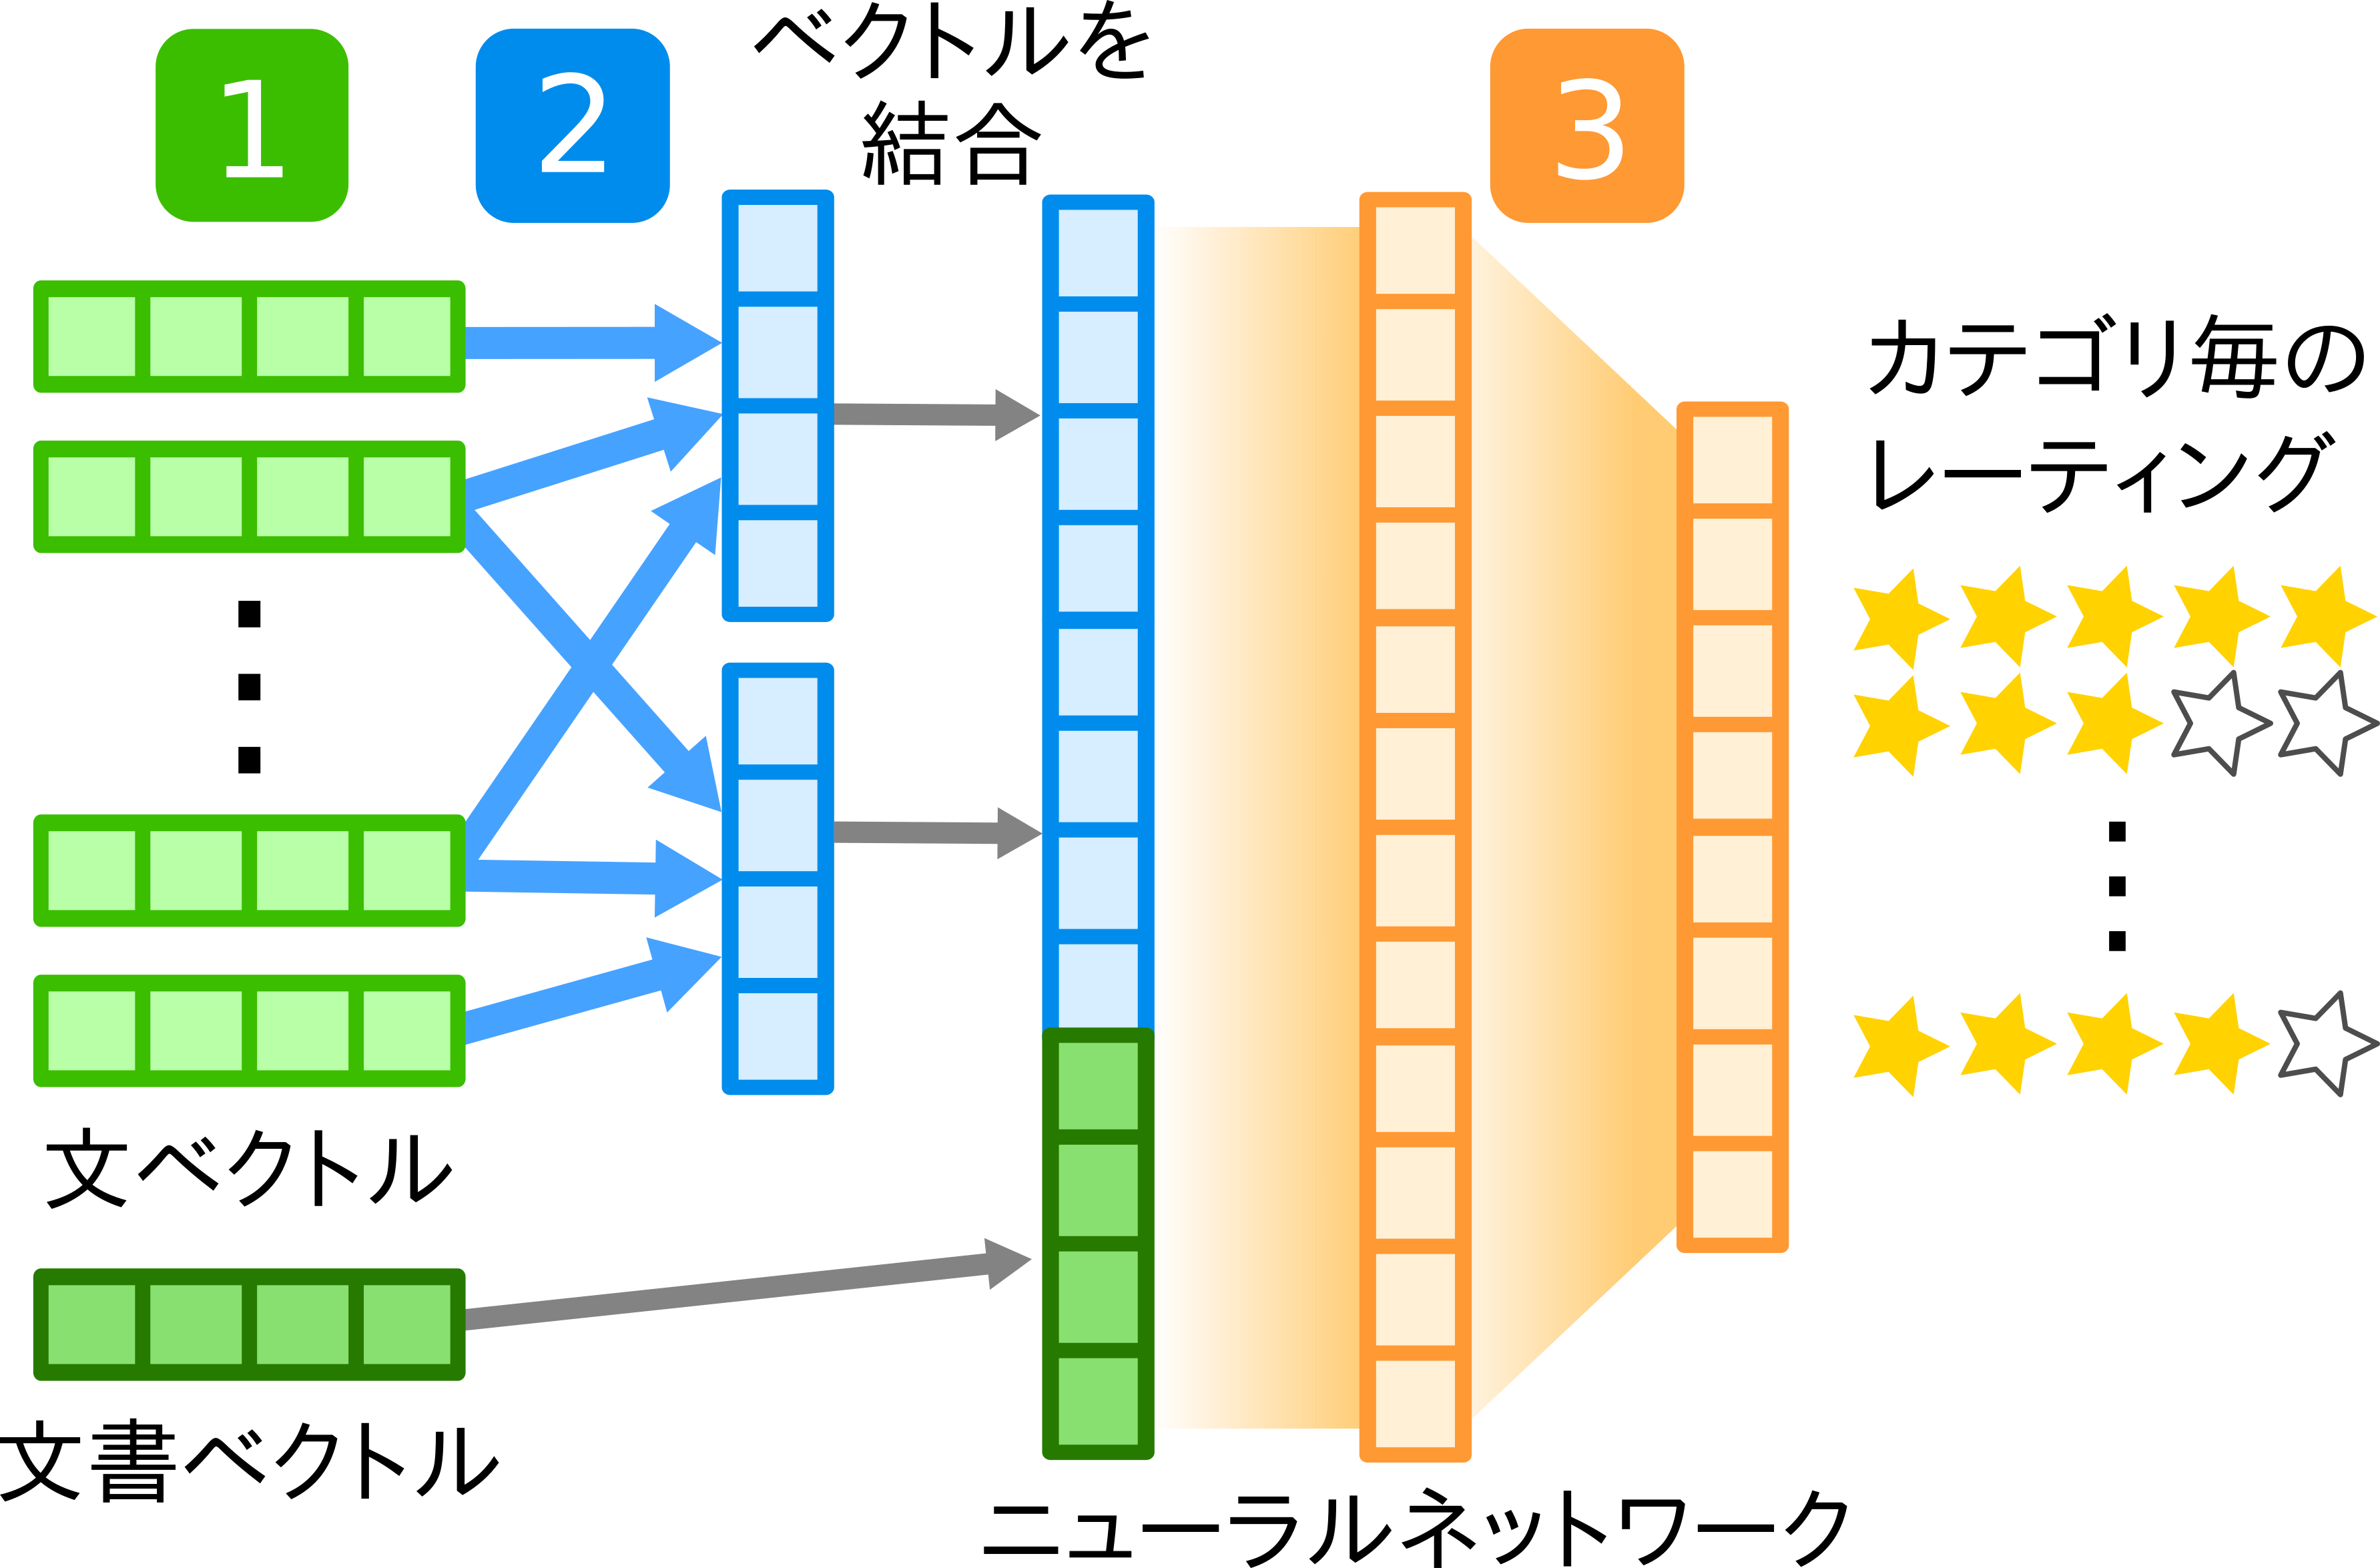 1
2
ベクトルを
結合
3
カテゴリ毎の
レーティング
文ベクトル
文書ベクトル
ニューラルネットワーク